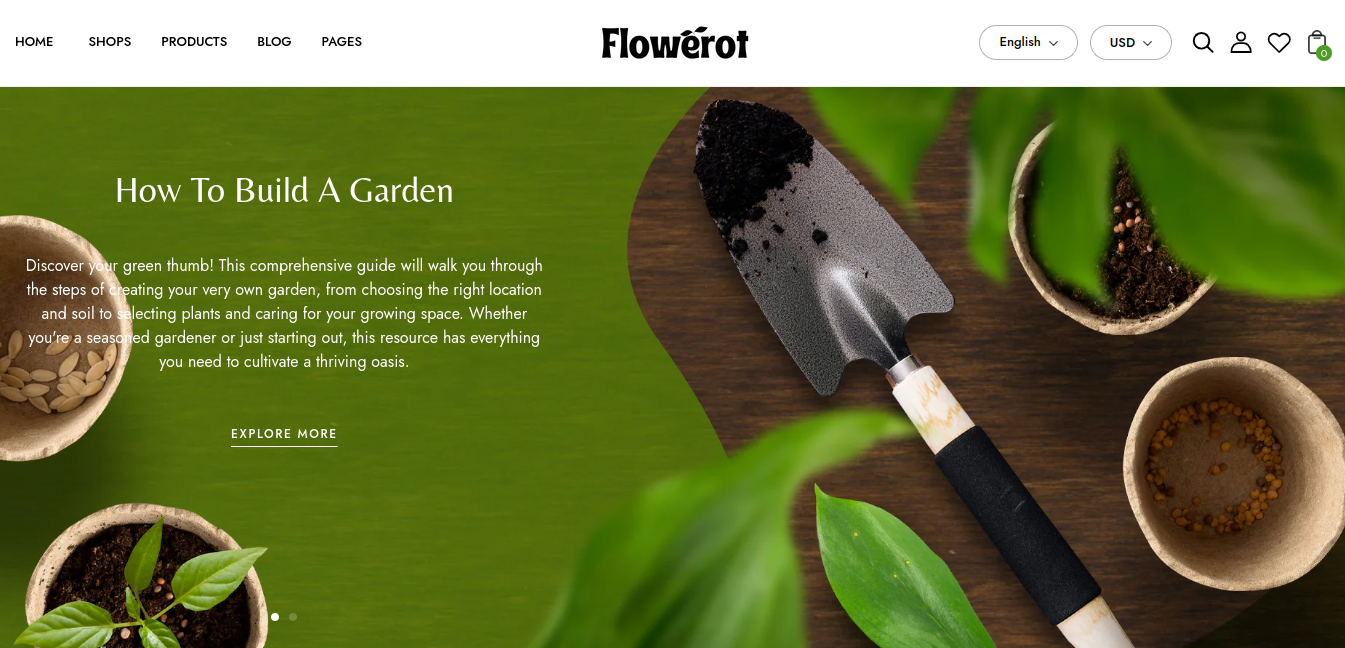 HOME SHOPS PRODUCTS BLOG PAGES Flowerot English USD 0
How To Build A Garden
Discover your green thumb! This comprehensive guide will walk you through
the steps of creating your very own garden, from choosing the right location
and soil to selecting plants and caring for your growing space. Whether
you're a seasoned gardener or just starting out, this resource has everything
you need to cultivate a thriving oasis.
EXPLORE MORE